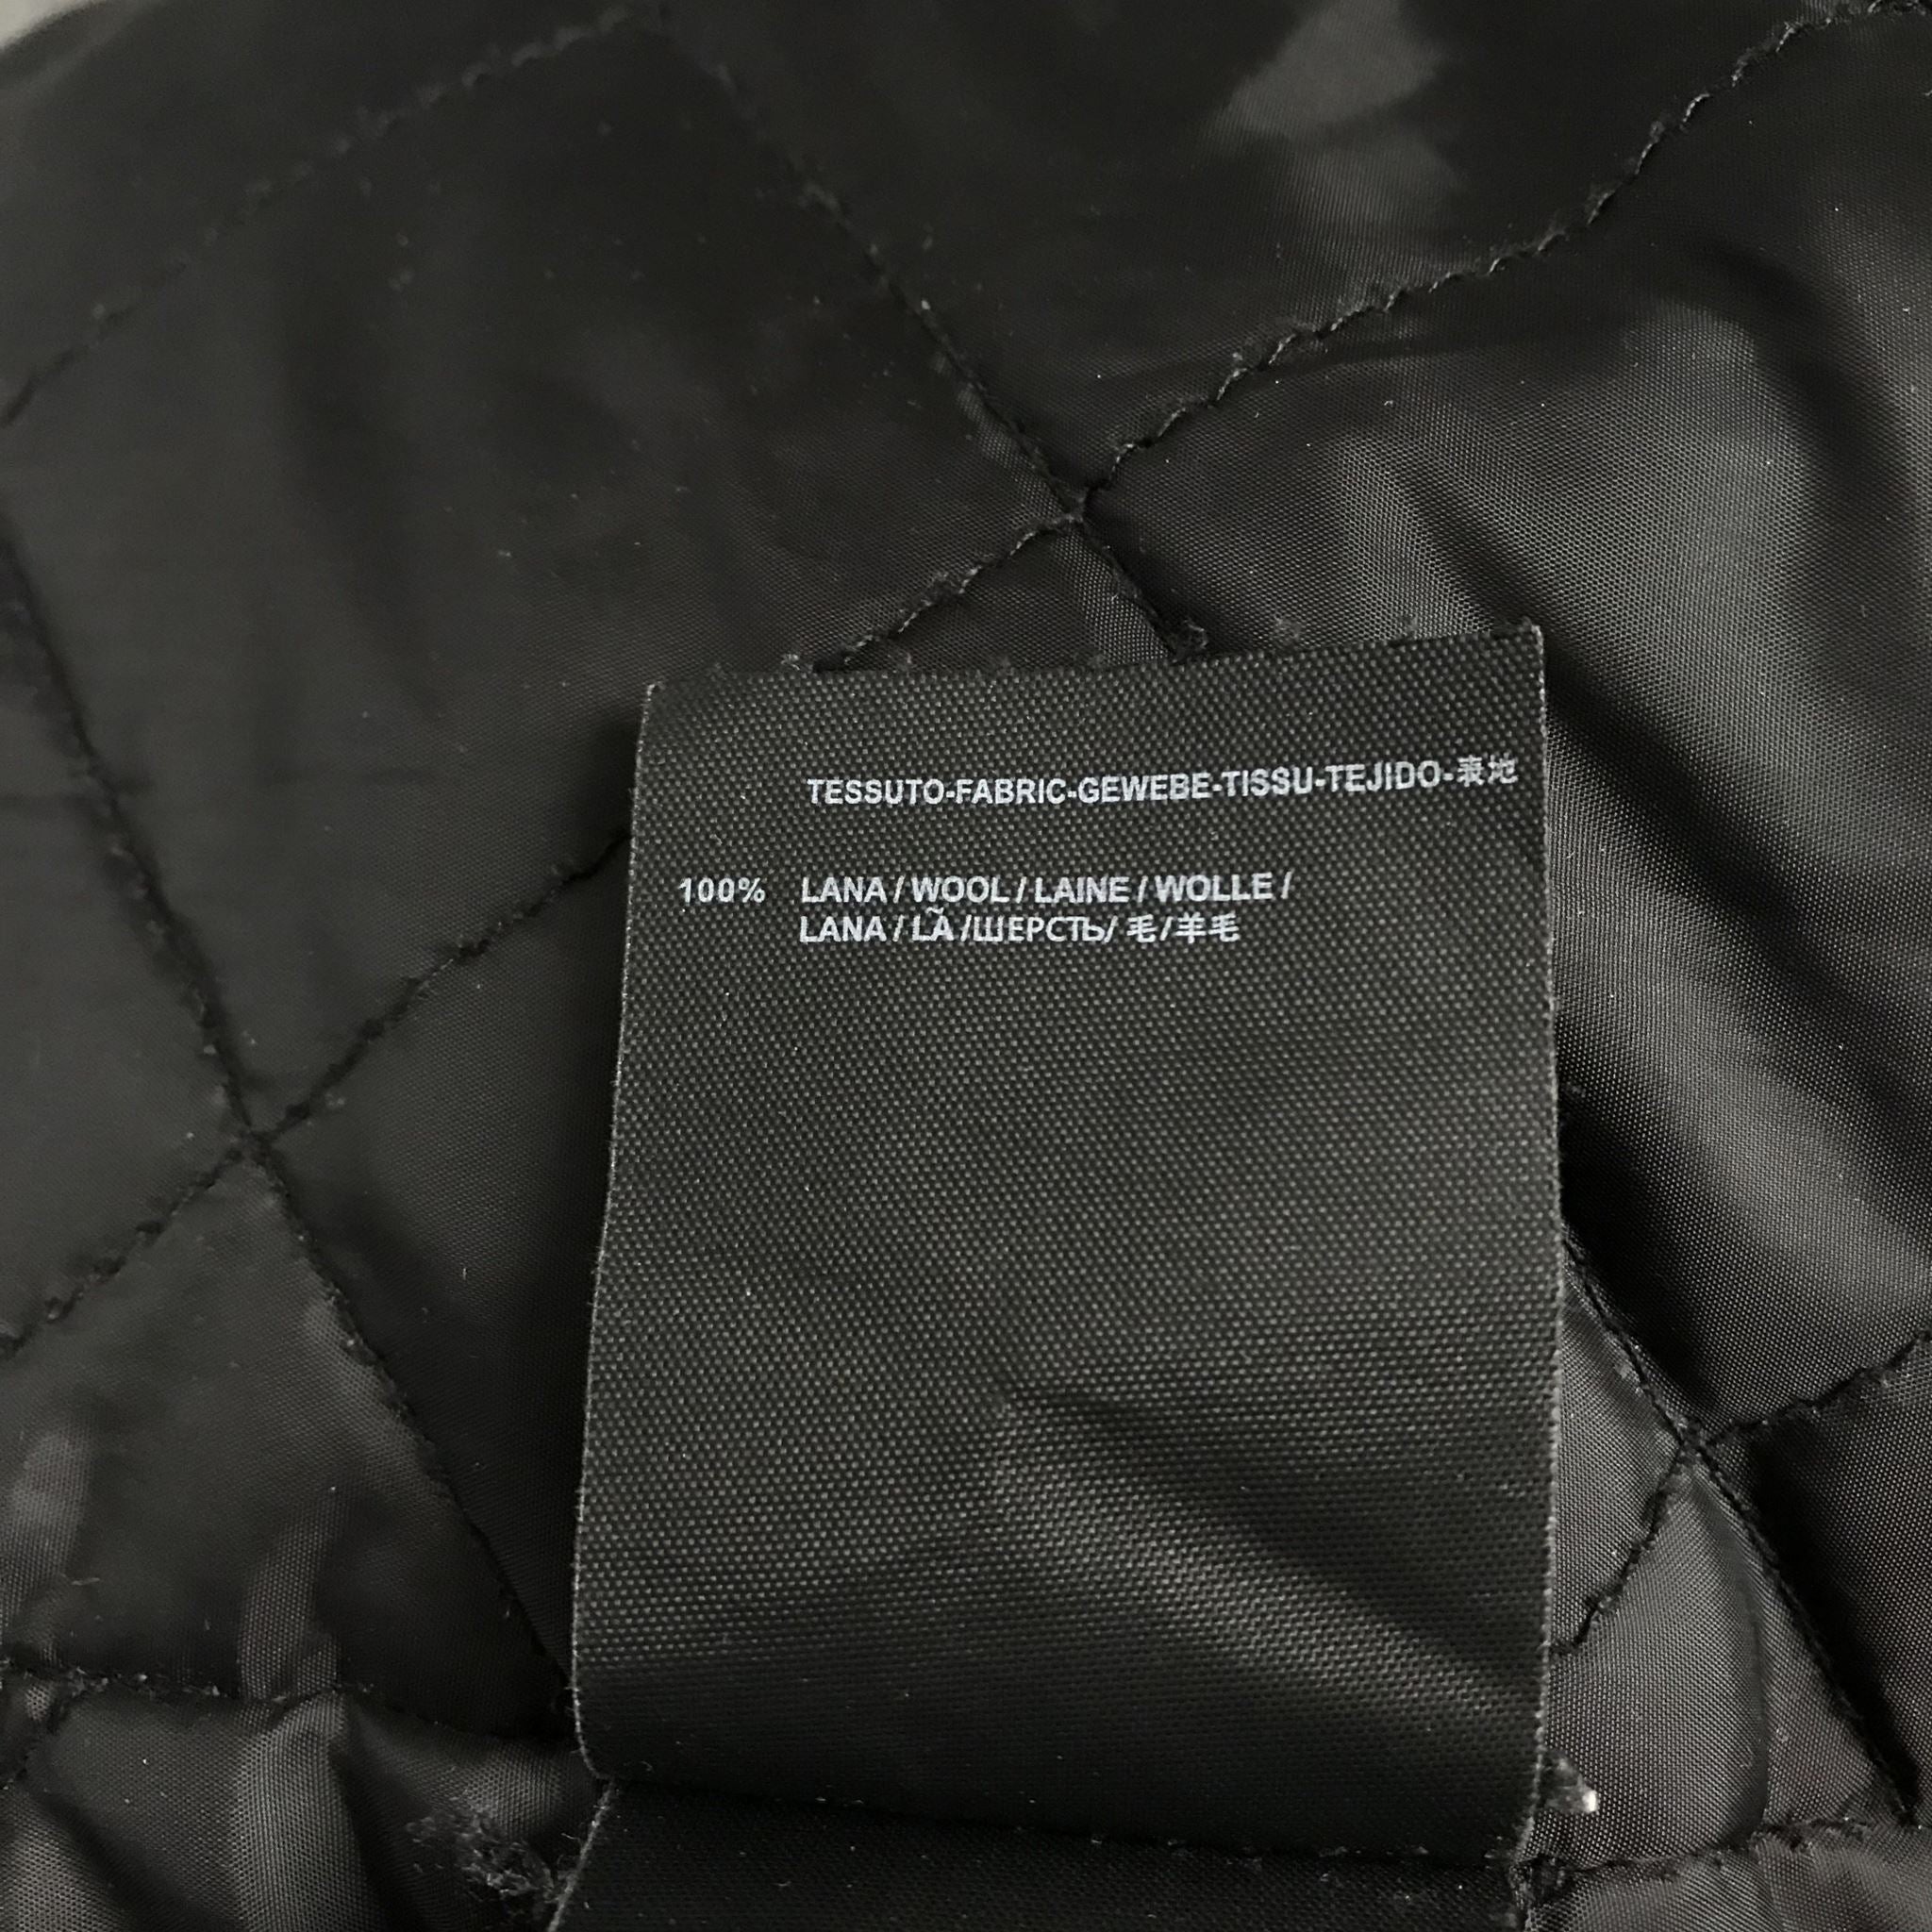 TESSUTO-FABRIC-GEWEBE-TISSU-TEJIDO-表地
100% LANA / WOOL / LAINE / WOLLE /
LANA / LÃ /ШЕРСТЬ/ 毛/羊毛